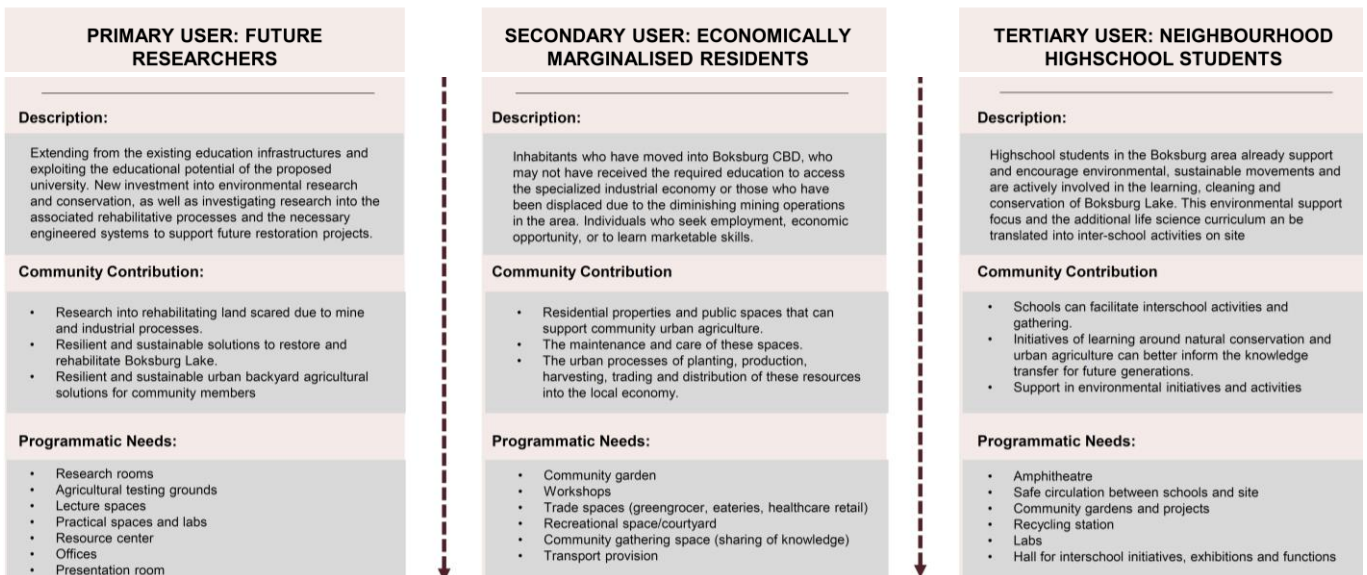 PRIMARY USER: FUTURE
RESEARCHERS
Description:
Extending from the existing education infrastructures and
exploiting the educational potential of the proposed
university. New investment into environmental research
and conservation, as well as investigating research into the
associated rehabilitative processes and the necessary
engineered systems to support future restoration projects.
Community Contribution:
• Research into rehabilitating land scared due to mine
and industrial processes.
• Resilient and sustainable solutions to restore and
rehabilitate Boksburg Lake.
• Resilient and sustainable urban backyard agricultural
solutions for community members
Programmatic Needs:
• Research rooms
• Agricultural testing grounds
• Lecture spaces
• Practical spaces and labs
• Resource center
• Offices
• Presentation room
SECONDARY USER: ECONOMICALLY
MARGINALISED RESIDENTS
Description:
Inhabitants who have moved into Boksburg CBD, who
may not have received the required education to access
the specialized industrial economy or those who have
been displaced due to the diminishing mining operations
in the area. Individuals who seek employment, economic
opportunity, or to learn marketable skills.
Community Contribution
• Residential properties and public spaces that can
support community urban agriculture.
• The maintenance and care of these spaces.
• The urban processes of planting, production,
harvesting, trading and distribution of these resources
into the local economy.
Programmatic Needs:
• Community garden
• Workshops
• Trade spaces (greengrocer, eateries, healthcare retail)
• Recreational space/courtyard
• Community gathering space (sharing of knowledge)
• Transport provision
TERTIARY USER: NEIGHBOURHOOD
HIGHSCHOOL STUDENTS
Description:
Highschool students in the Boksburg area already support
and encourage environmental, sustainable movements and
are actively involved in the learning, cleaning and
conservation of Boksburg Lake. This environmental support
focus and the additional life science curriculum an be
translated into inter-school activities on site
Community Contribution
• Schools can facilitate interschool activities and
gathering.
• Initiatives of learning around natural conservation and
urban agriculture can better inform the knowledge
transfer for future generations.
• Support in environmental initiatives and activities
Programmatic Needs:
• Amphitheatre
• Safe circulation between schools and site
• Community gardens and projects
• Recycling station
• Labs
• Hall for interschool initiatives, exhibitions and functions